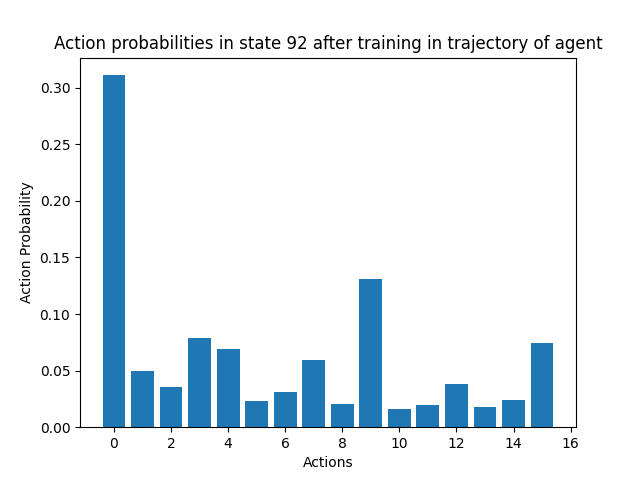 Action probabilities in state 92 after training in trajectory of agent
0.30
0.25
0.20
0.15
0.10
0.05
0.00
Action Probability
0 2 4 6 8 10 12 14 16
Actions